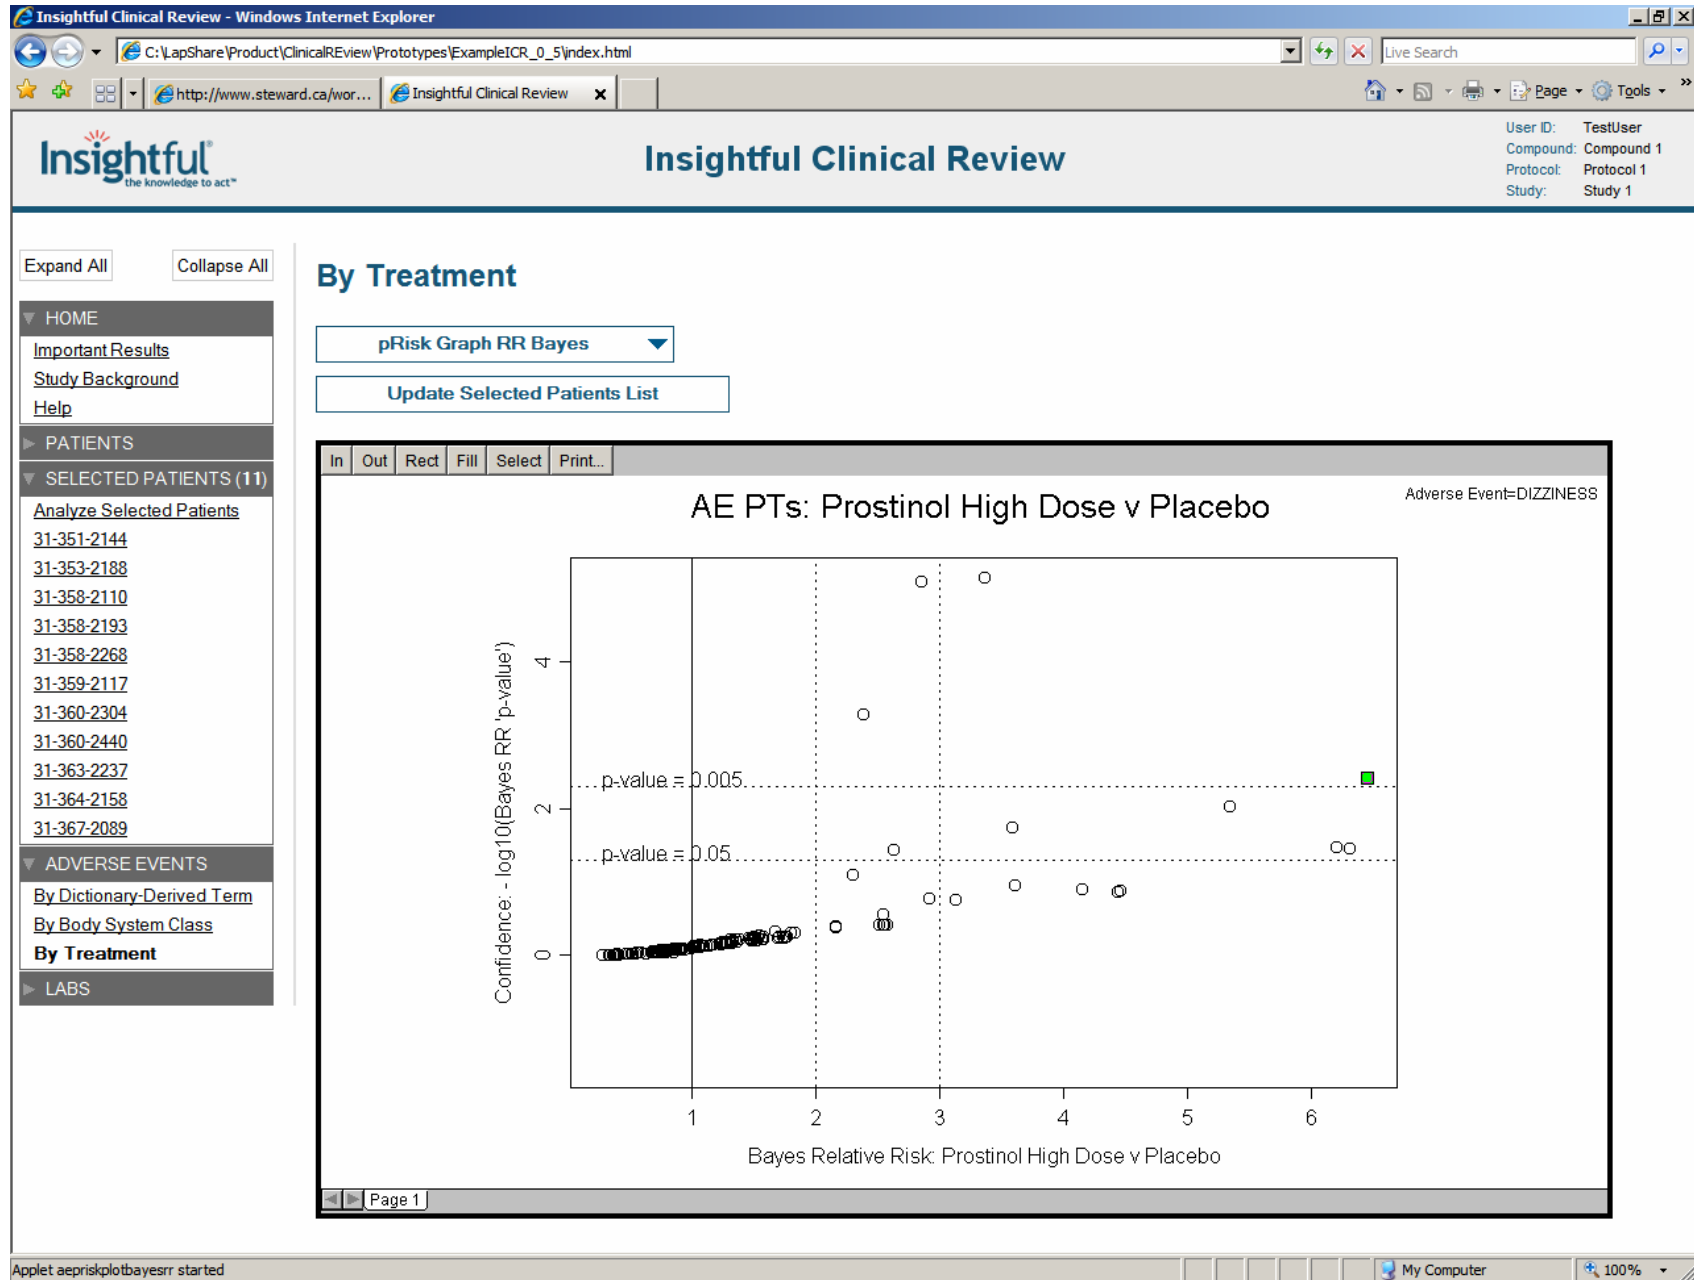 Insightful Clinical Review - Windows Internet Explorer
C:\LapShare\Product\ClinicalREview\Prototypes\ExampleICR_0_5\index.html
Live Search
http://www.steward.ca/wor...
Insightful Clinical Review
Page
Tools
»
Insightful®
the knowledge to act™
Insightful Clinical Review
User ID: TestUser
Compound: Compound 1
Protocol: Protocol 1
Study: Study 1
Expand All
Collapse All
HOME
Important Results
Study Background
Help
PATIENTS
SELECTED PATIENTS (11)
Analyze Selected Patients
31-351-2144
31-353-2188
31-358-2110
31-358-2193
31-358-2268
31-359-2117
31-360-2304
31-360-2440
31-363-2237
31-364-2158
31-367-2089
ADVERSE EVENTS
By Dictionary-Derived Term
By Body System Class
By Treatment
LABS
By Treatment
pRisk Graph RR Bayes
Update Selected Patients List
In Out Rect Fill Select Print...
AE PTs: Prostinol High Dose v Placebo
Adverse Event=DIZZINESS
Confidence: - log10(Bayes RR 'p-value')
4
2
0
p-value = 0.005
p-value = 0.05
1 2 3 4 5 6
Bayes Relative Risk: Prostinol High Dose v Placebo
Page 1
Applet aepriskplotbayesrr started
My Computer
100%